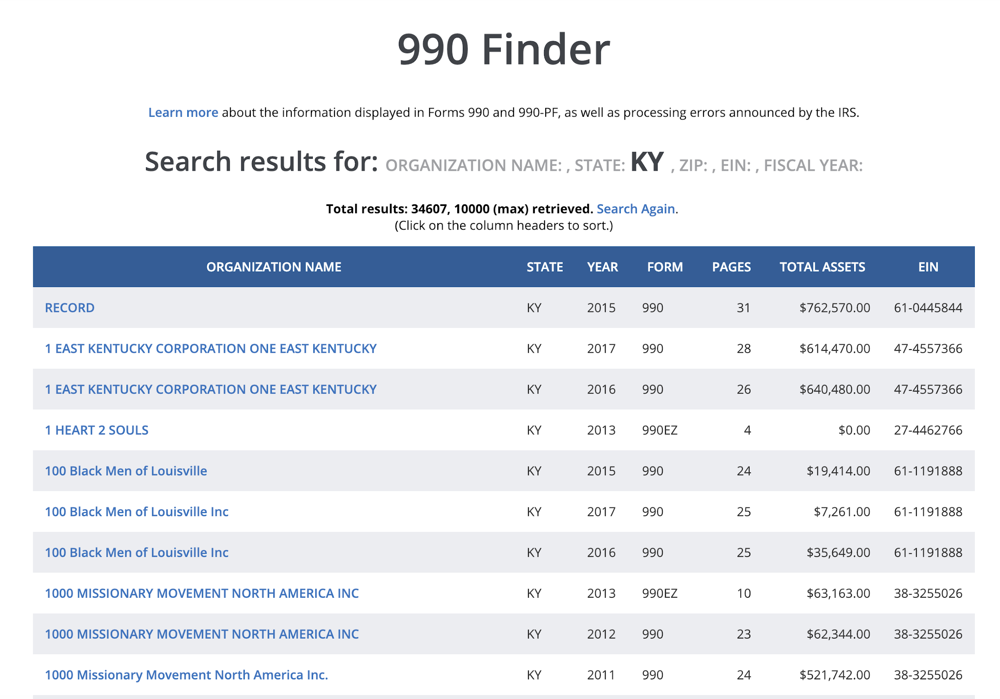 990 Finder
Learn more about the information displayed in Forms 990 and 990-PF, as well as processing errors announced by the IRS.
Search results for: ORGANIZATION NAME: , STATE: KY , ZIP: , EIN: , FISCAL YEAR:
Total results: 34607, 10000 (max) retrieved. Search Again.
(Click on the column headers to sort.)
ORGANIZATION NAME STATE YEAR FORM PAGES TOTAL ASSETS EIN
RECORD KY 2015 990 31 $762,570.00 61-0445844
1 EAST KENTUCKY CORPORATION ONE EAST KENTUCKY KY 2017 990 28 $614,470.00 47-4557366
1 EAST KENTUCKY CORPORATION ONE EAST KENTUCKY KY 2016 990 26 $640,480.00 47-4557366
1 HEART 2 SOULS KY 2013 990EZ 4 $0.00 27-4462766
100 Black Men of Louisville KY 2015 990 24 $19,414.00 61-1191888
100 Black Men of Louisville Inc KY 2017 990 25 $7,261.00 61-1191888
100 Black Men of Louisville Inc KY 2016 990 25 $35,649.00 61-1191888
1000 MISSIONARY MOVEMENT NORTH AMERICA INC KY 2013 990EZ 10 $63,163.00 38-3255026
1000 MISSIONARY MOVEMENT NORTH AMERICA INC KY 2012 990 23 $62,344.00 38-3255026
1000 Missionary Movement North America Inc. KY 2011 990 24 $521,742.00 38-3255026